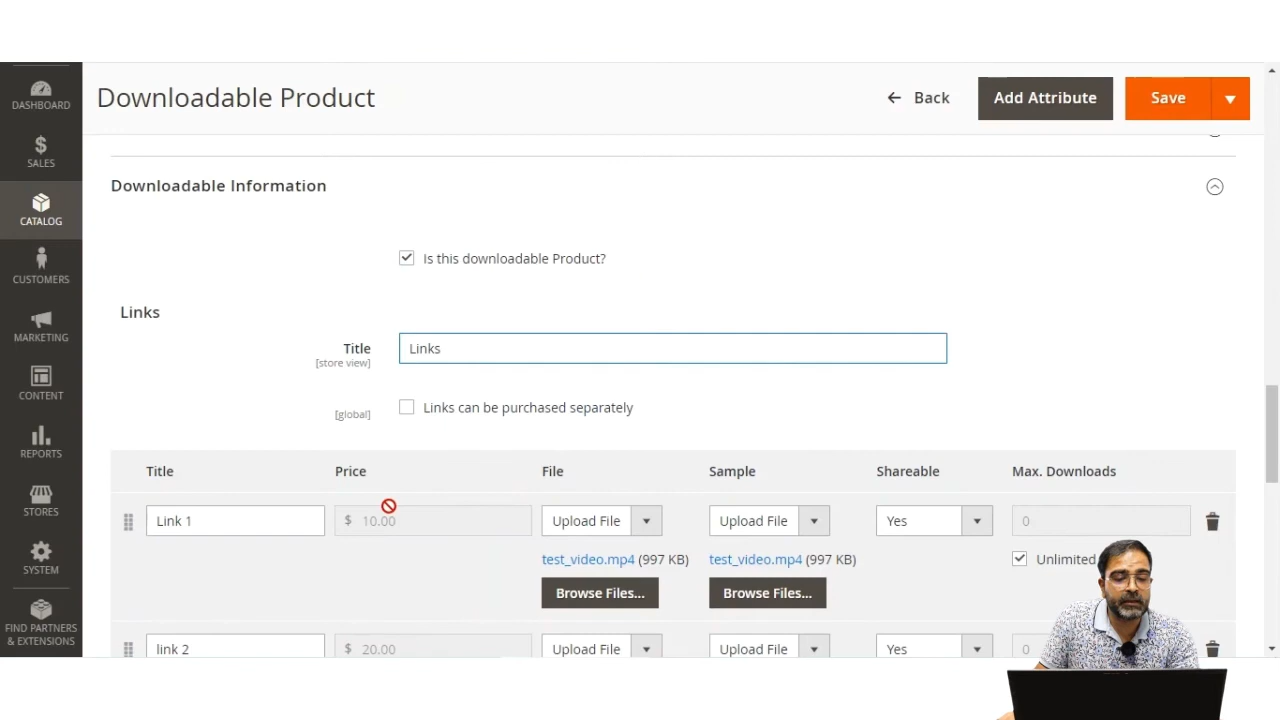 Downloadable Product
Back
Add Attribute
Save
DASHBOARD
$
SALES
CATALOG
CUSTOMERS
MARKETING
CONTENT
REPORTS
STORES
SYSTEM
FIND PARTNERS
& EXTENSIONS
Downloadable Information
Is this downloadable Product?
Links
Title
[store view]
Links
[global]
Links can be purchased separately
Title Price File Sample Shareable Max. Downloads
Link 1 $ 10.00 Upload File Upload File Yes 0
test_video.mp4 (997 KB) test_video.mp4 (997 KB) Unlimited
Browse Files... Browse Files...
link 2 $ 20.00 Upload File Upload File Yes 0